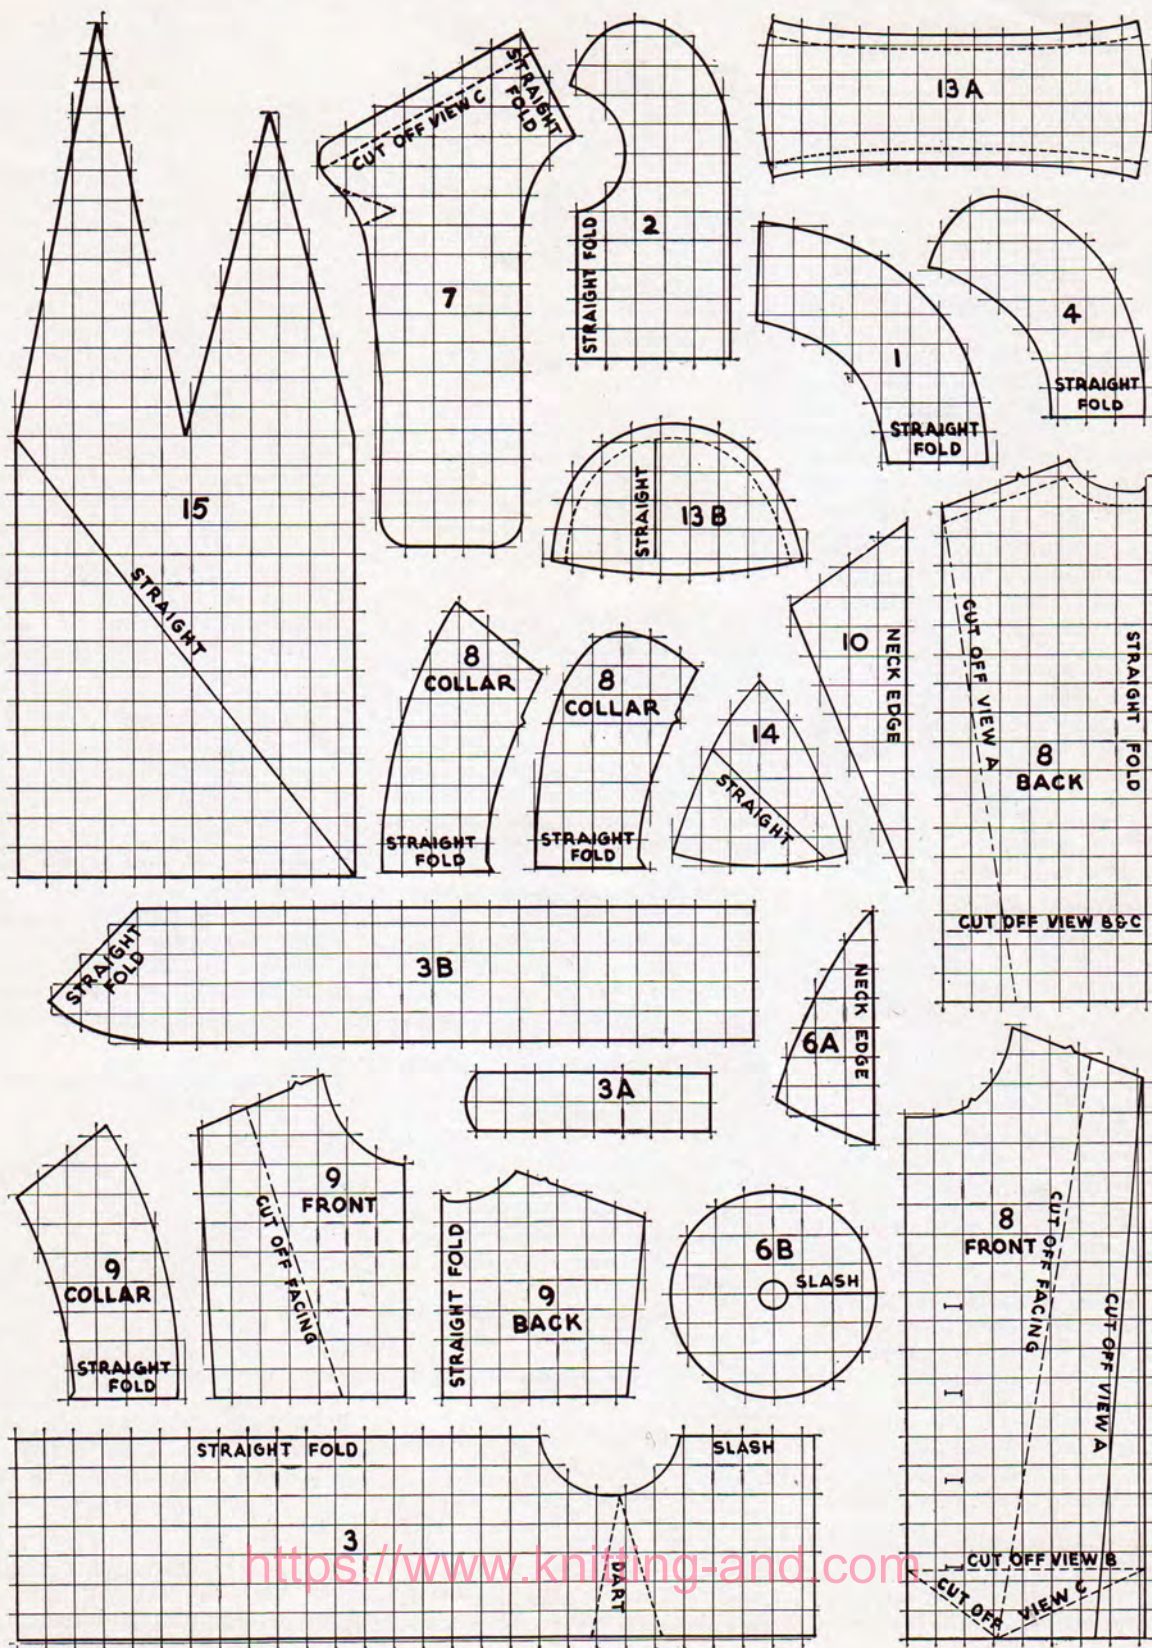 13A
STRAIGHT
FOLD
CUT OFF VIEW C
7
2
STRAIGHT FOLD
4
STRAIGHT
FOLD
1
STRAIGHT
FOLD
15
STRAIGHT
STRAIGHT
13B
10
NECK EDGE
CUT OFF VIEW A
STRAIGHT FOLD
8
BACK
CUT OFF VIEW B&C
8
COLLAR
STRAIGHT
FOLD
8
COLLAR
STRAIGHT
FOLD
14
STRAIGHT
STRAIGHT
FOLD
3B
NECK EDGE
6A
3A
9
FRONT
CUT OFF FACING
9
COLLAR
STRAIGHT
FOLD
STRAIGHT FOLD
9
BACK
6B
SLASH
8
FRONT
CUT OFF FACING
CUT OFF VIEW A
CUT OFF VIEW B
CUT OFF VIEW C
STRAIGHT FOLD
SLASH
3
DART
https://www.knitting-and.com